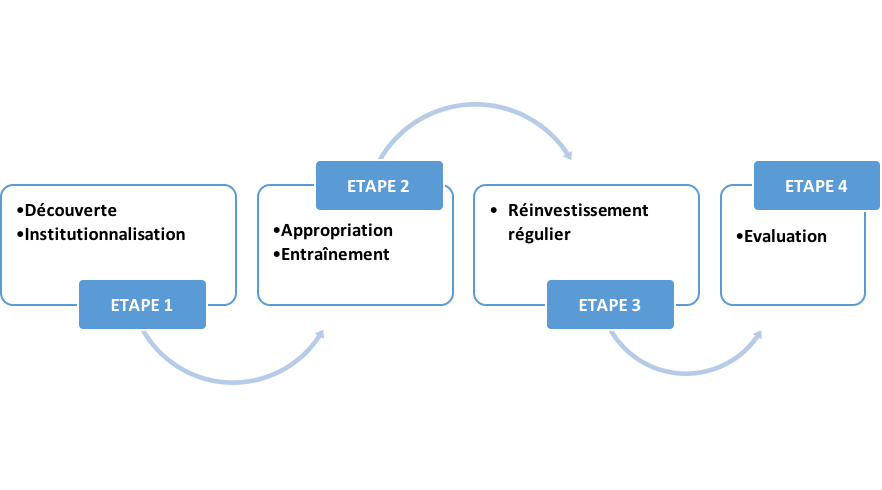 •Découverte
•Institutionnalisation
ETAPE 1
ETAPE 2
•Appropriation
•Entraînement
• Réinvestissement
régulier
ETAPE 3
ETAPE 4
•Evaluation